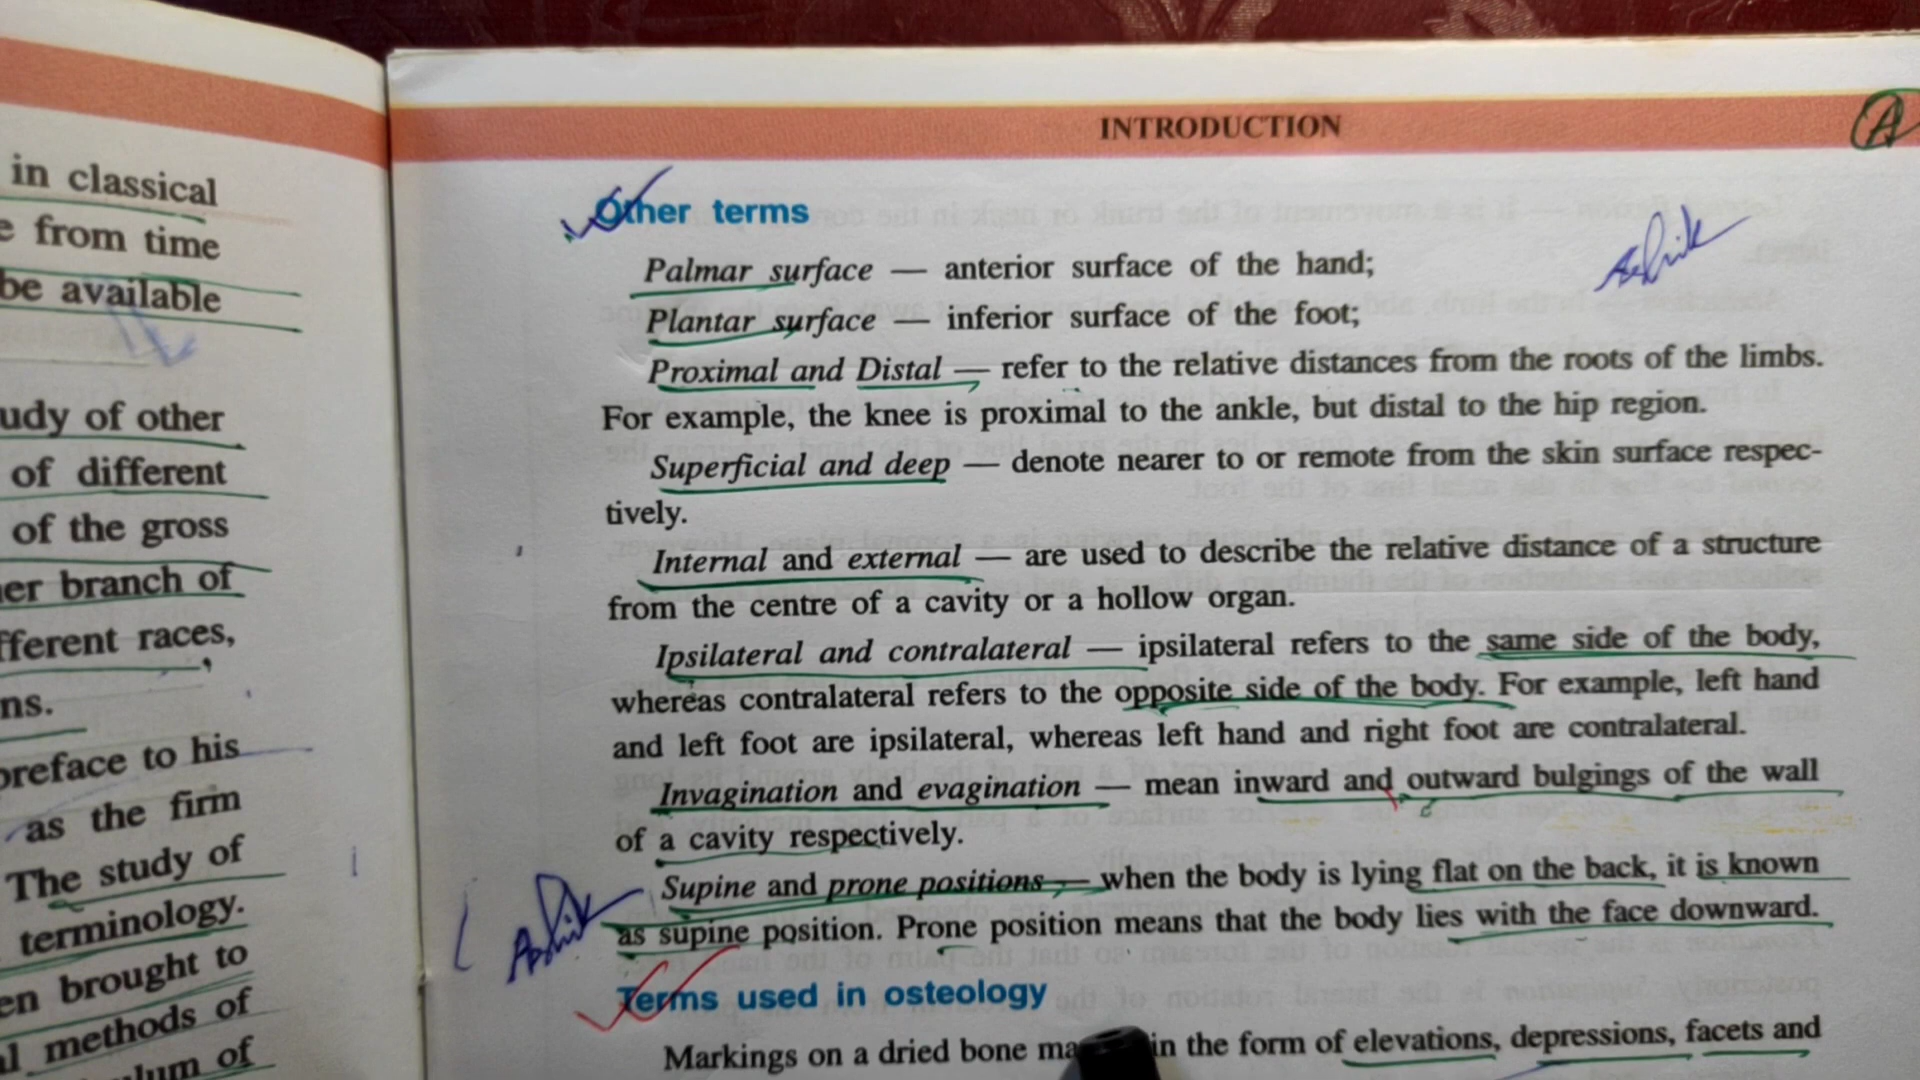 in classical
from time
be available
udy of other
of different
of the gross
er branch of
fferent races,
ns.
preface to his
as the firm
The study of
terminology.
en brought to
methods of
INTRODUCTION
A
Other terms
Ashik
Palmar surface — anterior surface of the hand;
Plantar surface — inferior surface of the foot;
Proximal and Distal — refer to the relative distances from the roots of the limbs.
For example, the knee is proximal to the ankle, but distal to the hip region.
Superficial and deep — denote nearer to or remote from the skin surface respec-
tively.
Internal and external — are used to describe the relative distance of a structure
from the centre of a cavity or a hollow organ.
Ipsilateral and contralateral — ipsilateral refers to the same side of the body,
whereas contralateral refers to the opposite side of the body. For example, left hand
and left foot are ipsilateral, whereas left hand and right foot are contralateral.
Invagination and evagination — mean inward and outward bulgings of the wall
of a cavity respectively.
Supine and prone positions — when the body is lying flat on the back, it is known
as supine position. Prone position means that the body lies with the face downward.
Ashik
Terms used in osteology
Markings on a dried bone in the form of elevations, depressions, facets and